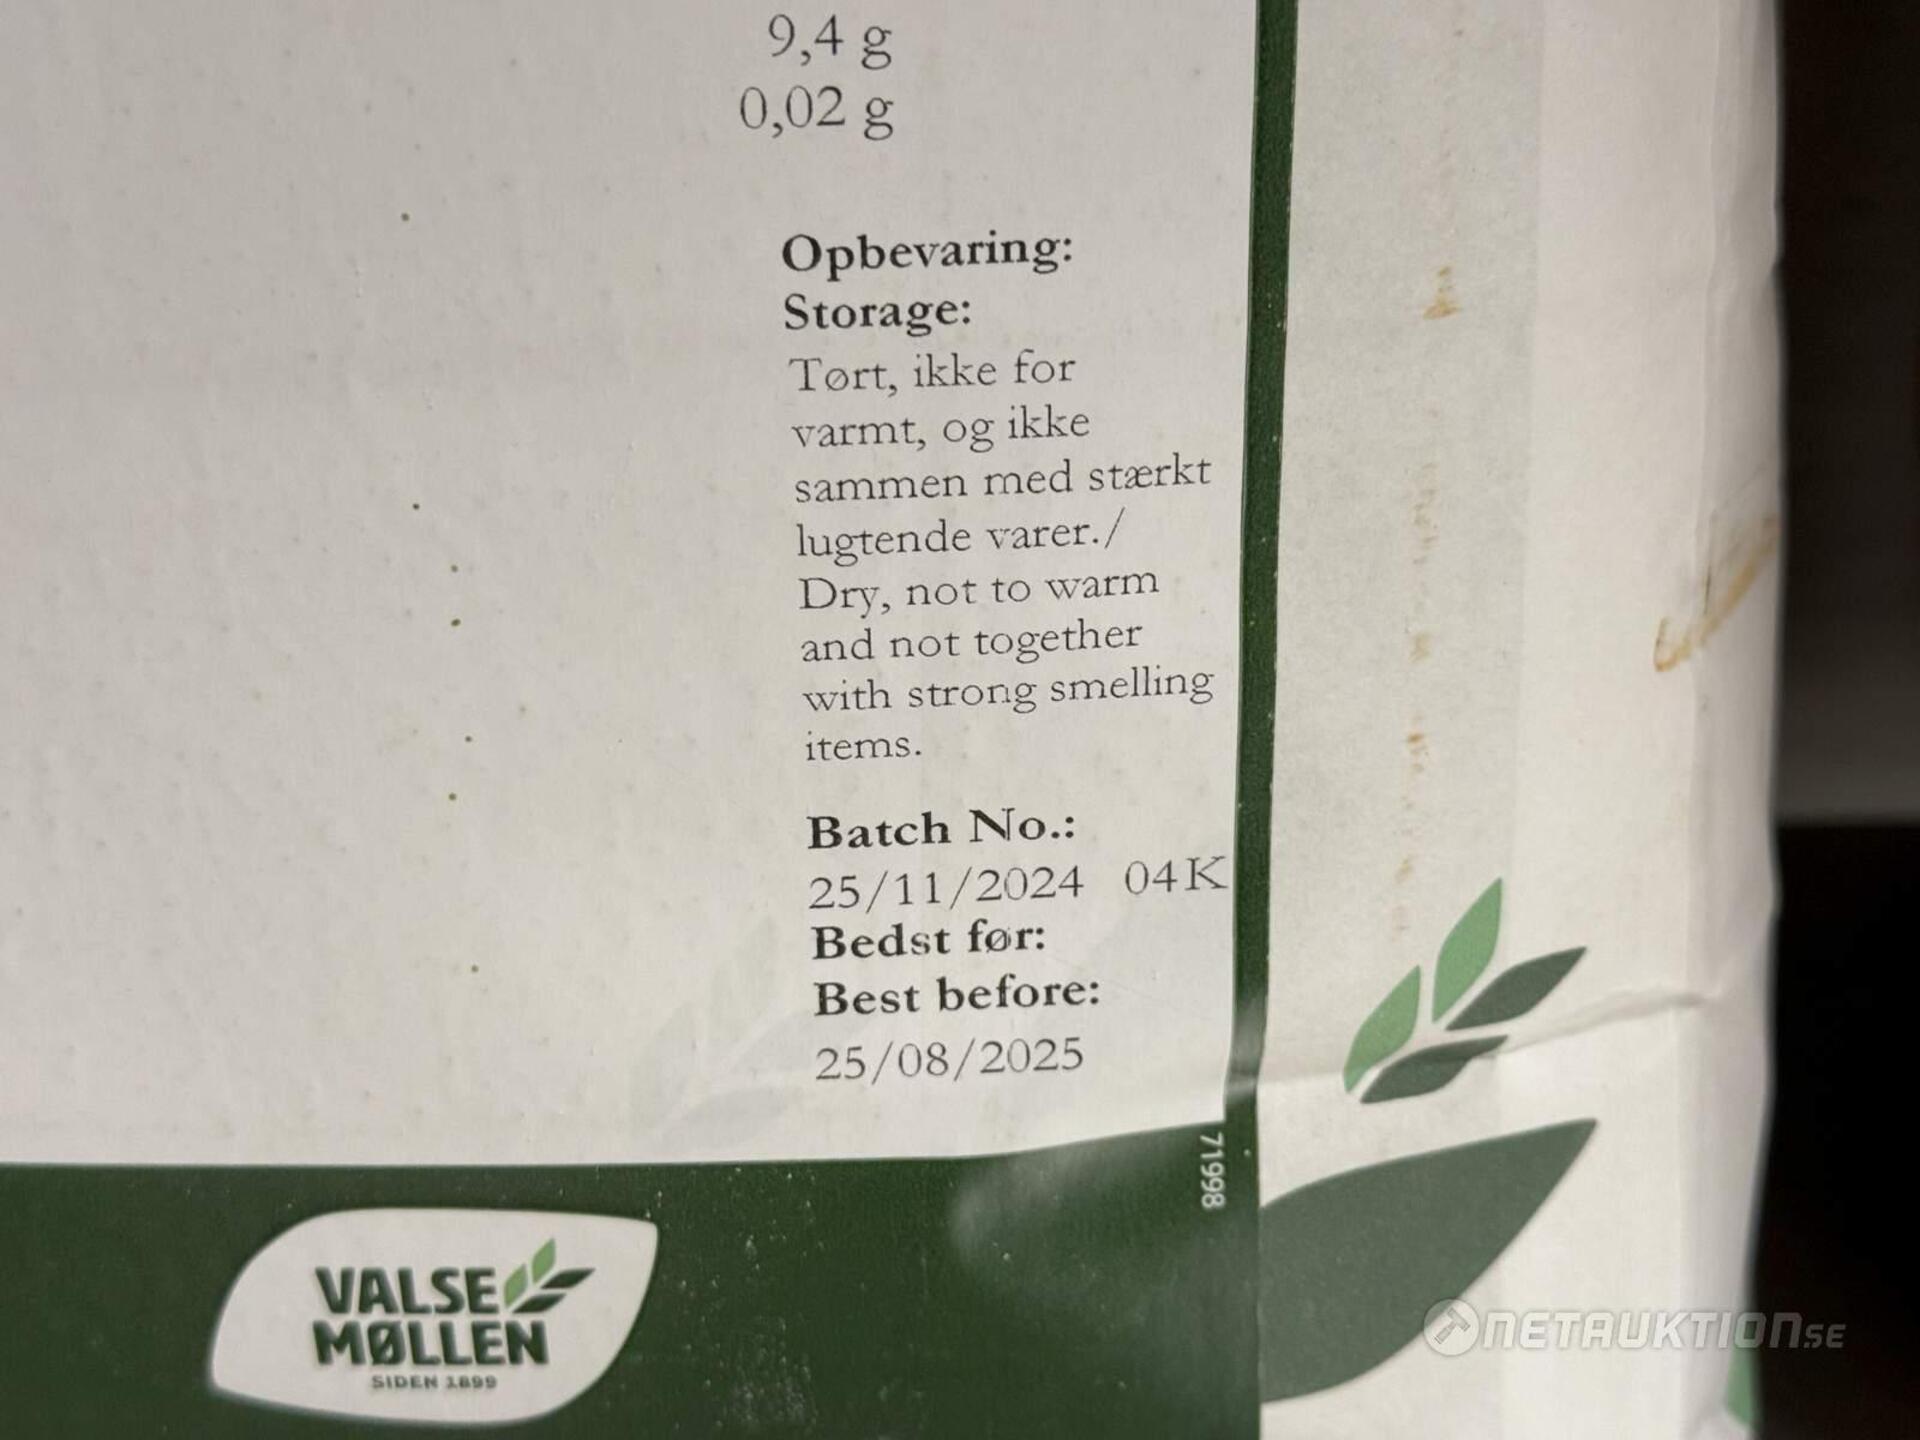 9,4 g
0,02 g
Opbevaring:
Storage:
Tørt, ikke for
varmt, og ikke
sammen med stærkt
lugtende varer./
Dry, not to warm
and not together
with strong smelling
items.
Batch No.:
25/11/2024 04K
Bedst før:
Best before:
25/08/2025
71998
VALSE
MØLLEN
SIDEN 1899
NETAUKTION.SE